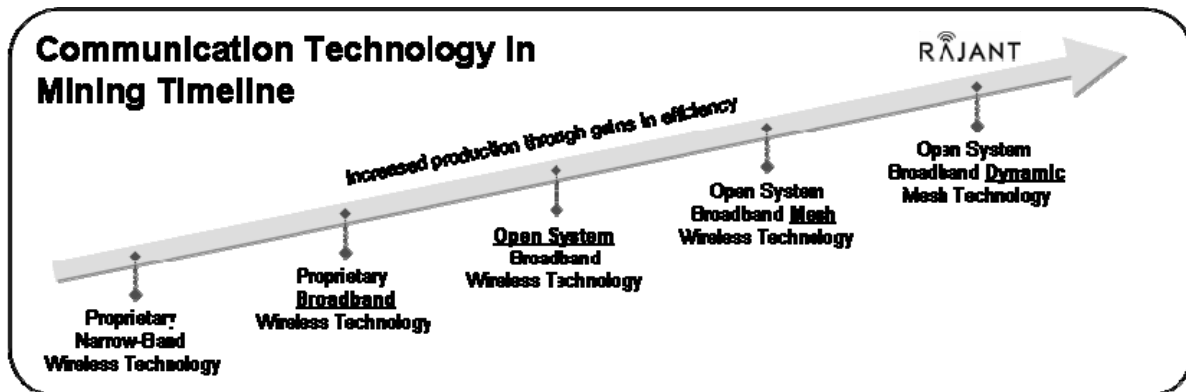 Communication Technology in
Mining Timeline
RAJANT
Increased production through gains in efficiency
Open System
Broadband Dynamic
Mesh Technology
Open System
Broadband Mesh
Wireless Technology
Open System
Broadband
Wireless Technology
Proprietary
Broadband
Wireless Technology
Proprietary
Narrow-Band
Wireless Technology